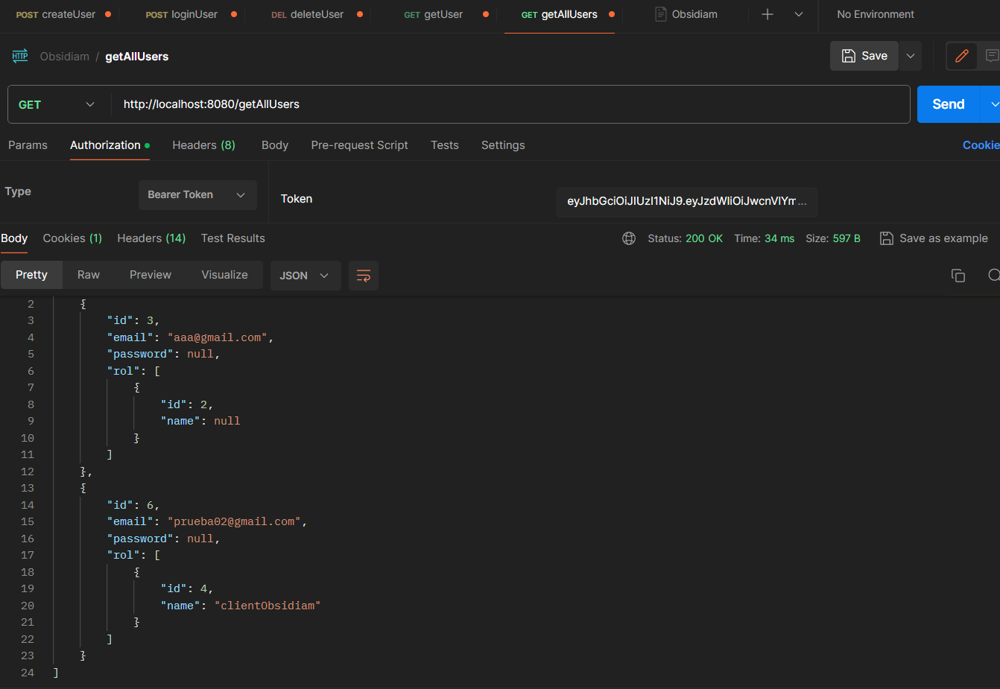 POST createUser POST loginUser DEL deleteUser GET getUser GET getAllUsers Obsidiam No Environment
HTTP Obsidiam / getAllUsers Save
GET http://localhost:8080/getAllUsers Send
Params Authorization Headers (8) Body Pre-request Script Tests Settings Cookie
Type Bearer Token Token eyJhbGciOiJIUzI1NiJ9.eyJzdWIiOiJwcnVlYm...
Body Cookies (1) Headers (14) Test Results Status: 200 OK Time: 34 ms Size: 597 B Save as example
Pretty Raw Preview Visualize JSON
2 {
3 "id": 3,
4 "email": "aaa@gmail.com",
5 "password": null,
6 "rol": [
7 {
8 "id": 2,
9 "name": null
10 }
11 ]
12 },
13 {
14 "id": 6,
15 "email": "prueba02@gmail.com",
16 "password": null,
17 "rol": [
18 {
19 "id": 4,
20 "name": "clientObsidiam"
21 }
22 ]
23 }
24 ]